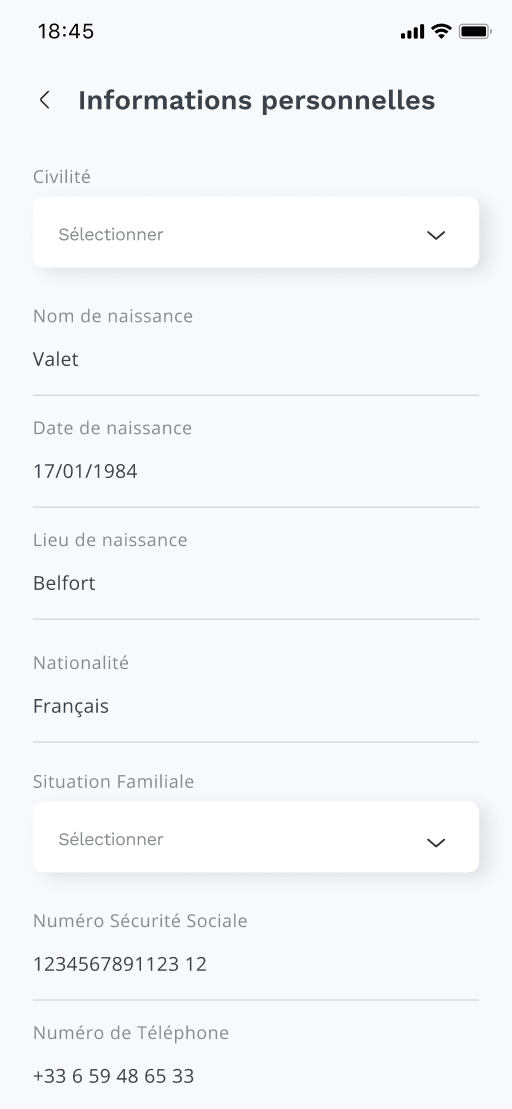 18:45
Informations personnelles
Civilité
Sélectionner
Nom de naissance
Valet
Date de naissance
17/01/1984
Lieu de naissance
Belfort
Nationalité
Français
Situation Familiale
Sélectionner
Numéro Sécurité Sociale
1234567891123 12
Numéro de Téléphone
+33 6 59 48 65 33